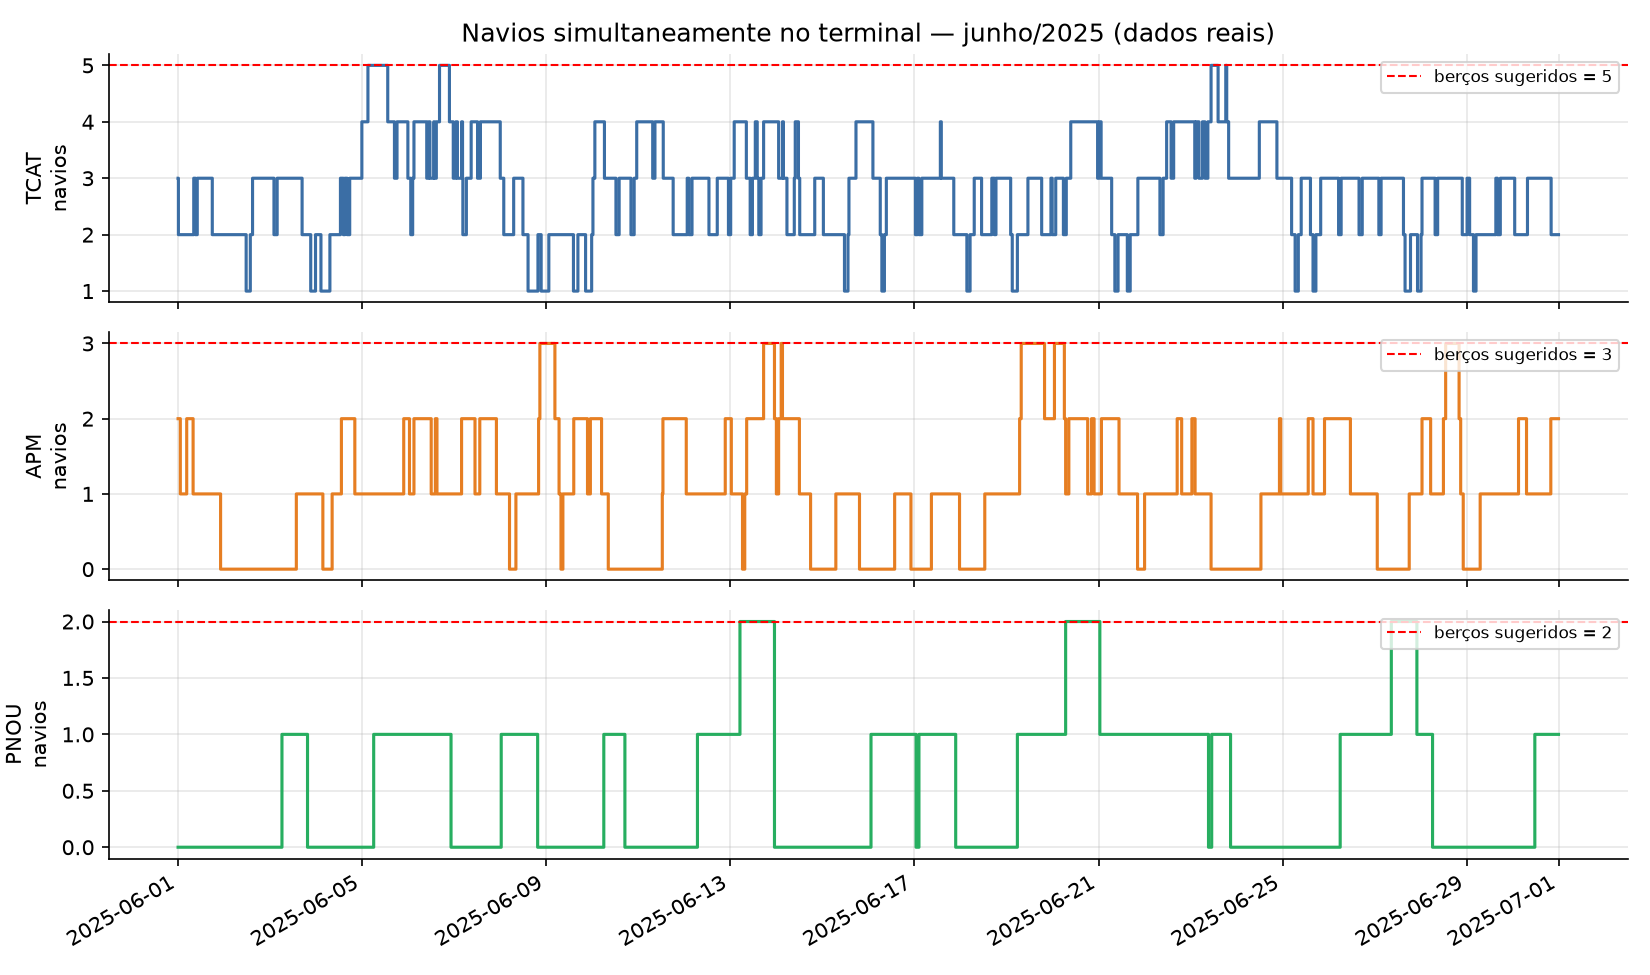 Navios simultaneamente no terminal — junho/2025 (dados reais)
TCAT
navios
5
4
3
2
1
berços sugeridos = 5
APM
navios
3
2
1
0
berços sugeridos = 3
PNOU
navios
2.0
1.5
1.0
0.5
0.0
berços sugeridos = 2
2025-06-01
2025-06-05
2025-06-09
2025-06-13
2025-06-17
2025-06-21
2025-06-25
2025-06-29
2025-07-01